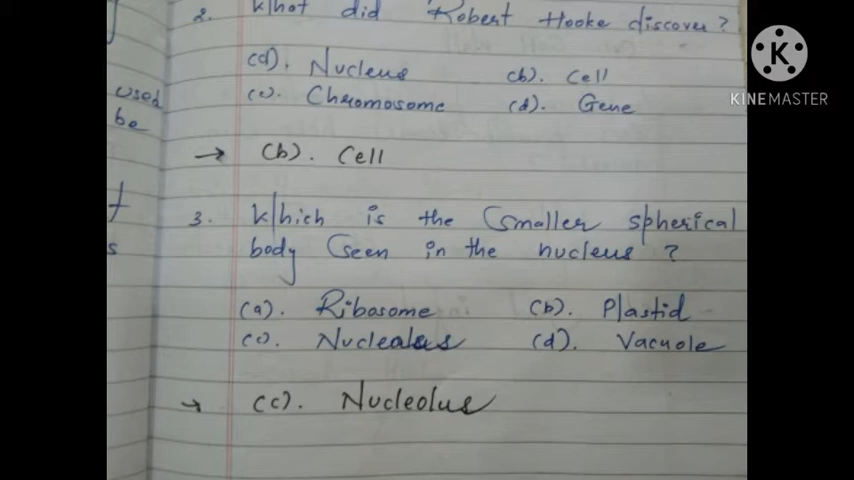 2. What did Robert Hooke discover?
(a). Nucleus (b). Cell
(c). Chromosome (d). Gene
→ (b). Cell
3. Which is the smaller spherical
body seen in the nucleus ?
(a). Ribosome (b). Plastid
(c). Nucleolus (d). Vacuole
→ (c). Nucleolus
used
be
s
KINEMASTER